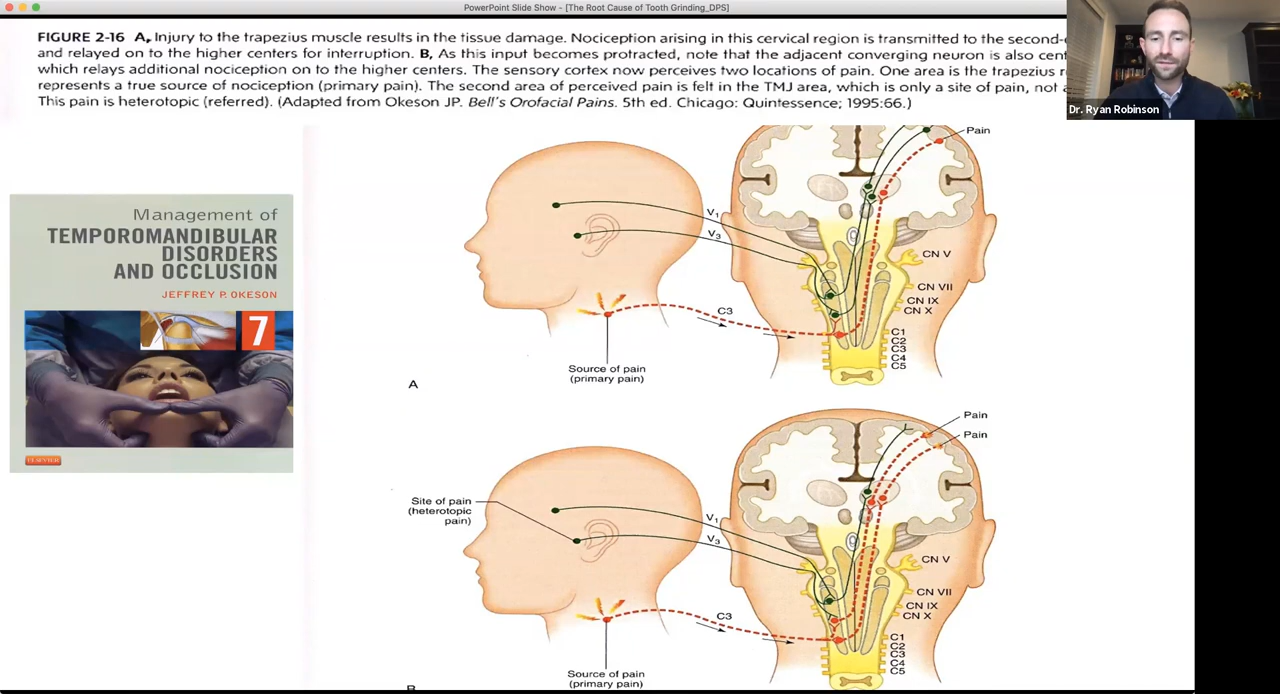 PowerPoint Slide Show - [The Root Cause of Tooth Grinding_DPS]
FIGURE 2-16 A, Injury to the trapezius muscle results in the tissue damage. Nociception arising in this cervical region is transmitted to the second-
and relayed on to the higher centers for interruption. B, As this input becomes protracted, note that the adjacent converging neuron is also cent
which relays additional nociception on to the higher centers. The sensory cortex now perceives two locations of pain. One area is the trapezius r
represents a true source of nociception (primary pain). The second area of perceived pain is felt in the TMJ area, which is only a site of pain, not a
This pain is heterotopic (referred). (Adapted from Okeson JP. Bell's Orofacial Pains. 5th ed. Chicago: Quintessence; 1995:66.)
Dr. Ryan Robinson
Management of
TEMPOROMANDIBULAR
DISORDERS
AND OCCLUSION
JEFFREY P. OKESON
7
ELSEVIER
Pain
V1
V3
CN V
CN VII
CN IX
CN X
C3
C1
C2
C3
C4
C5
Source of pain
(primary pain)
A
Pain
Pain
Site of pain
(heterotopic
pain)
V1
V3
CN V
CN VII
CN IX
CN X
C3
C1
C2
C3
C4
C5
Source of pain
(primary pain)
B